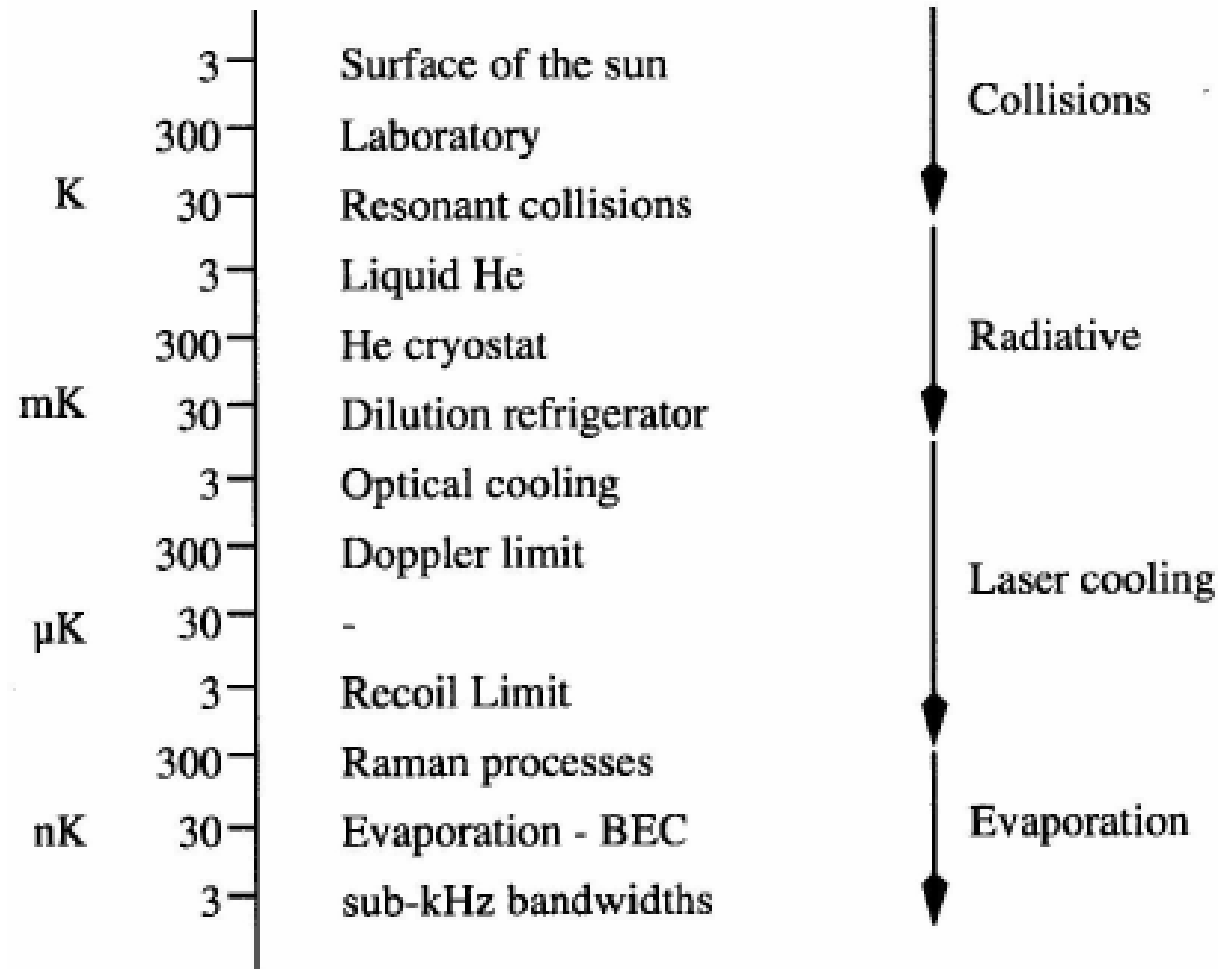 3 Surface of the sun
Collisions
300 Laboratory
K
30 Resonant collisions
3 Liquid He
300 He cryostat
Radiative
mK
30 Dilution refrigerator
3 Optical cooling
300 Doppler limit
Laser cooling
µK
30 -
3 Recoil Limit
300 Raman processes
nK
30 Evaporation - BEC
Evaporation
3 sub-kHz bandwidths